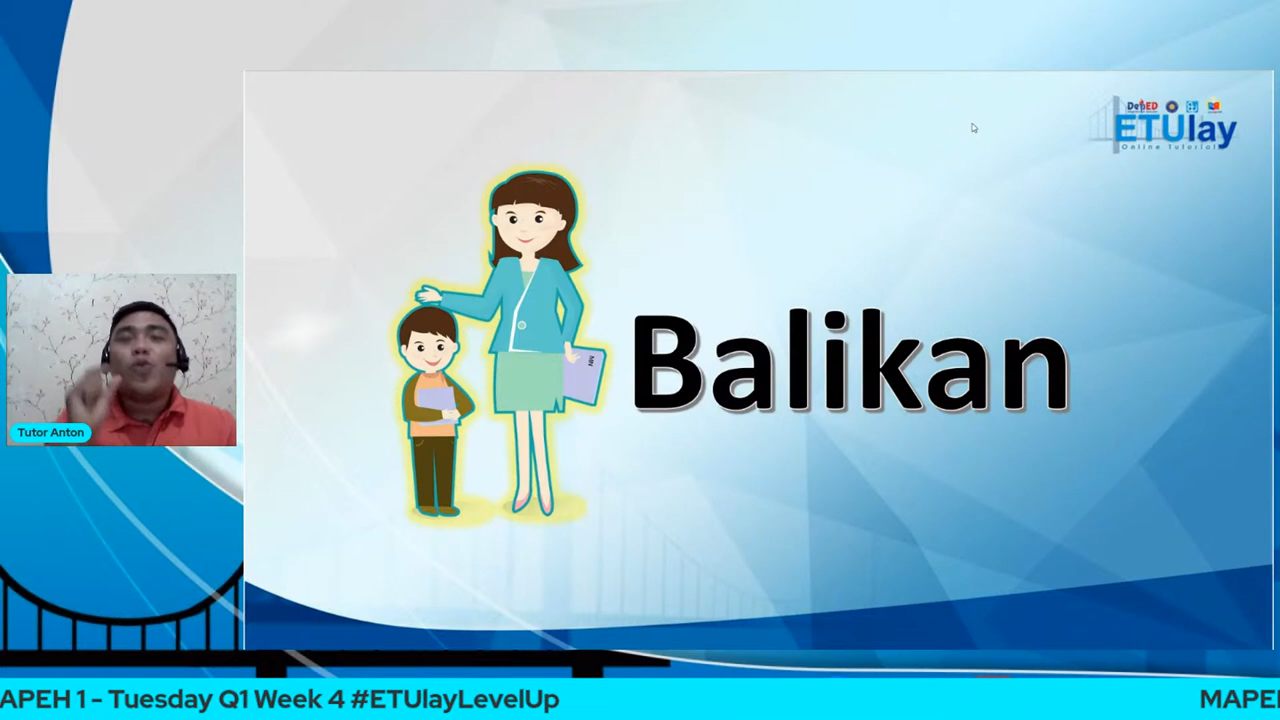 DepED
ETUlay
Online Tutorial
Balikan
Tutor Anton
APEH 1 - Tuesday Q1 Week 4 #ETUlayLevelUp
MAPE